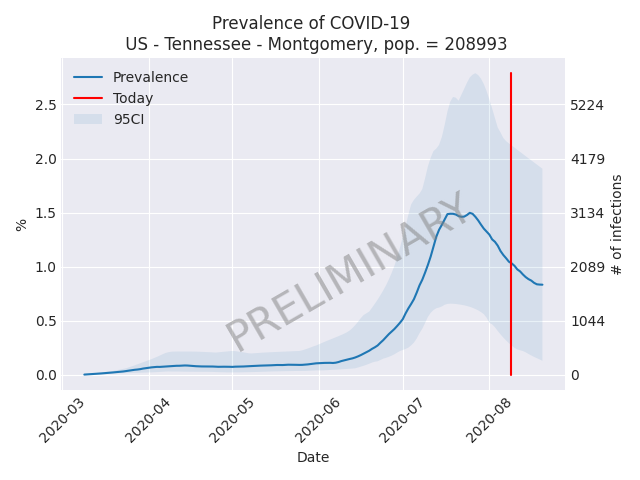 Prevalence of COVID-19
US - Tennessee - Montgomery, pop. = 208993
Prevalence
Today
95CI
2.5
2.0
1.5
1.0
0.5
0.0
%
5224
4179
3134
2089
1044
0
# of infections
PRELIMINARY
2020-03
2020-04
2020-05
2020-06
2020-07
2020-08
Date